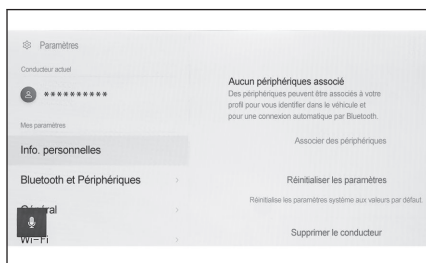 Paramètres
Conducteur actuel
**********
Mes paramètres
Info. personnelles
Bluetooth et Périphériques
Général
Wi-Fi
Aucun périphériques associé
Des périphériques peuvent être associés à votre
profil pour vous identifier dans le véhicule et
pour une connexion automatique par Bluetooth.
Associer des périphériques
Réinitialiser les paramètres
Réinitialise les paramètres système aux valeurs par défaut.
Supprimer le conducteur